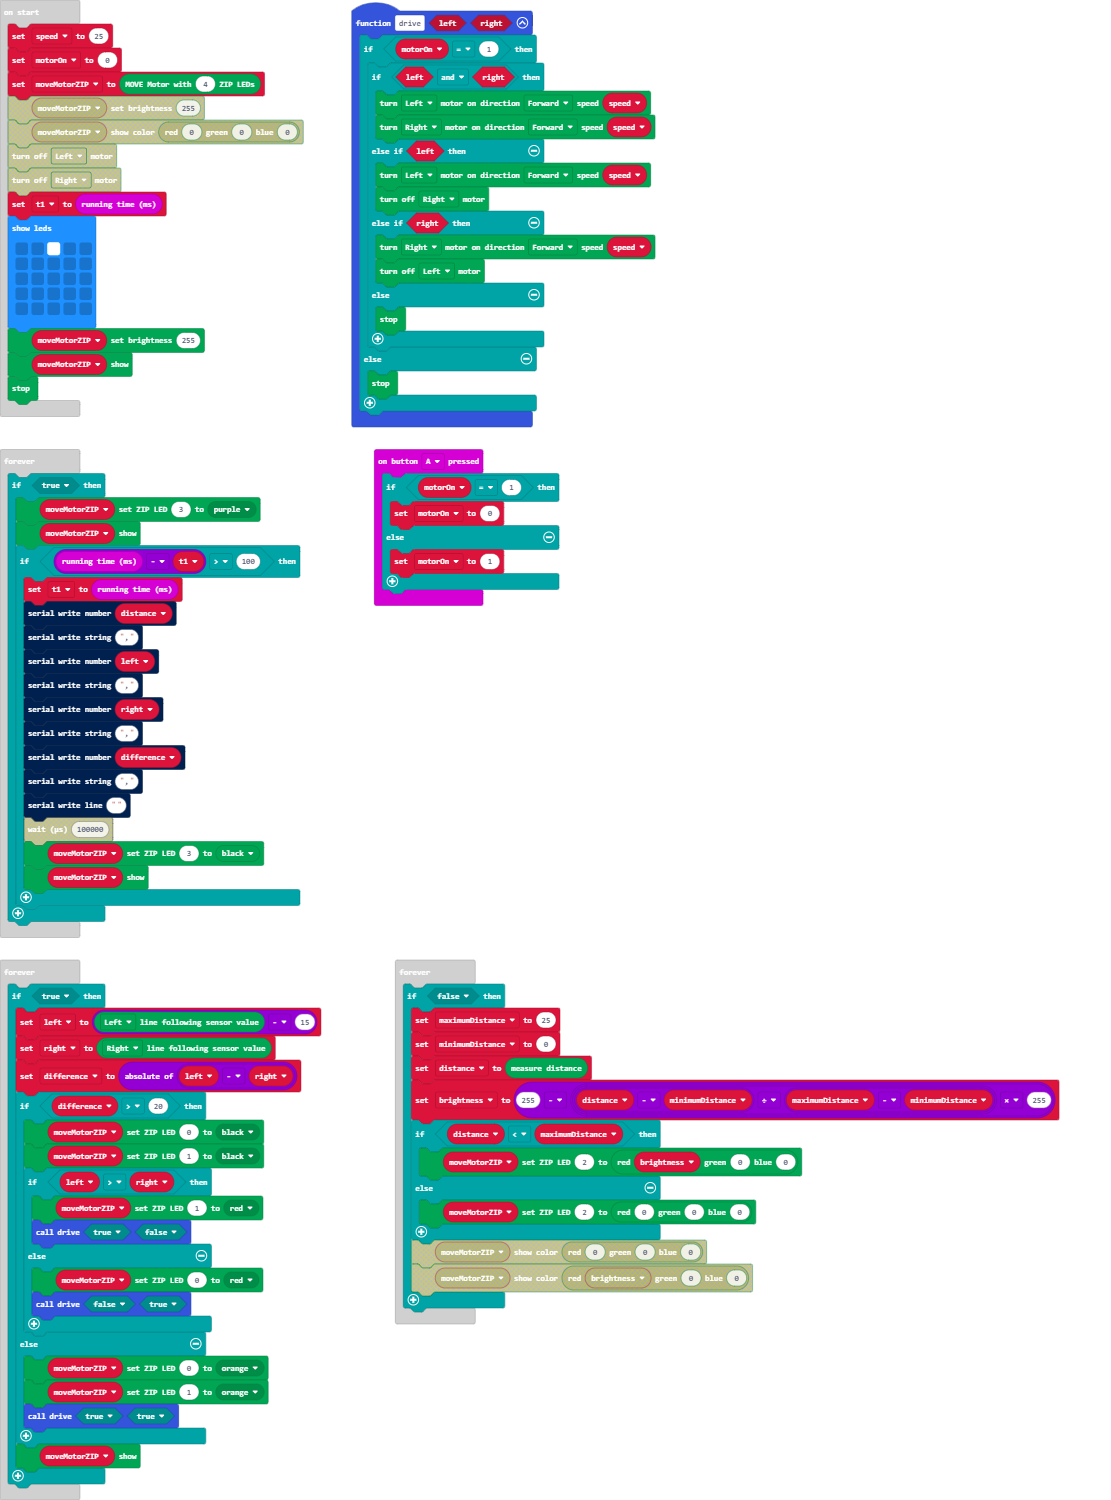 on start
set speed to 25
set motorOn to 0
set moveMotorZIP to MOVE Motor with 4 ZIP LEDs
moveMotorZIP set brightness 255
moveMotorZIP show color red 0 green 0 blue 0
turn off Left motor
turn off Right motor
set t1 to running time (ms)
show leds
moveMotorZIP set brightness 255
moveMotorZIP show
stop
function drive left right
if motorOn = 1 then
if left and right then
turn Left motor on direction Forward speed speed
turn Right motor on direction Forward speed speed
else if left then
turn Left motor on direction Forward speed speed
turn off Right motor
else if right then
turn Right motor on direction Forward speed speed
turn off Left motor
else
stop
else
stop
forever
if true then
moveMotorZIP set ZIP LED 3 to purple
moveMotorZIP show
if running time (ms) - t1 > 100 then
set t1 to running time (ms)
serial write number distance
serial write string ","
serial write number left
serial write string ","
serial write number right
serial write string ","
serial write number difference
serial write string ","
serial write line ""
wait (µs) 100000
moveMotorZIP set ZIP LED 3 to black
moveMotorZIP show
on button A pressed
if motorOn = 1 then
set motorOn to 0
else
set motorOn to 1
forever
if true then
set left to Left line following sensor value - 15
set right to Right line following sensor value
set difference to absolute of left - right
if difference > 20 then
moveMotorZIP set ZIP LED 0 to black
moveMotorZIP set ZIP LED 1 to black
if left > right then
moveMotorZIP set ZIP LED 1 to red
call drive true false
else
moveMotorZIP set ZIP LED 0 to red
call drive false true
else
moveMotorZIP set ZIP LED 0 to orange
moveMotorZIP set ZIP LED 1 to orange
call drive true true
moveMotorZIP show
forever
if false then
set maximumDistance to 25
set minimumDistance to 0
set distance to measure distance
set brightness to 255 - distance - minimumDistance ÷ maximumDistance - minimumDistance × 255
if distance < maximumDistance then
moveMotorZIP set ZIP LED 2 to red brightness green 0 blue 0
else
moveMotorZIP set ZIP LED 2 to red 0 green 0 blue 0
moveMotorZIP show color red 0 green 0 blue 0
moveMotorZIP show color red brightness green 0 blue 0